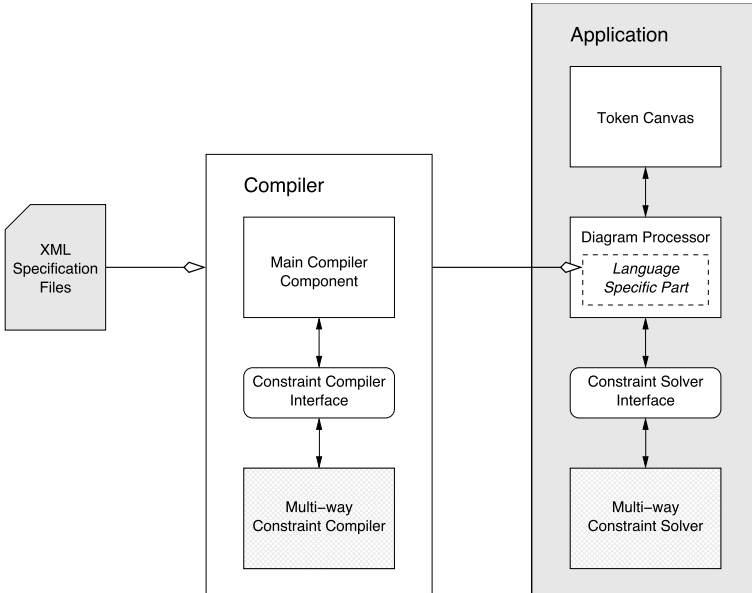 XML
Specification
Files
Compiler
Main Compiler
Component
Constraint Compiler
Interface
Multi−way
Constraint Compiler
Application
Token Canvas
Diagram Processor
Language
Specific Part
Constraint Solver
Interface
Multi−way
Constraint Solver